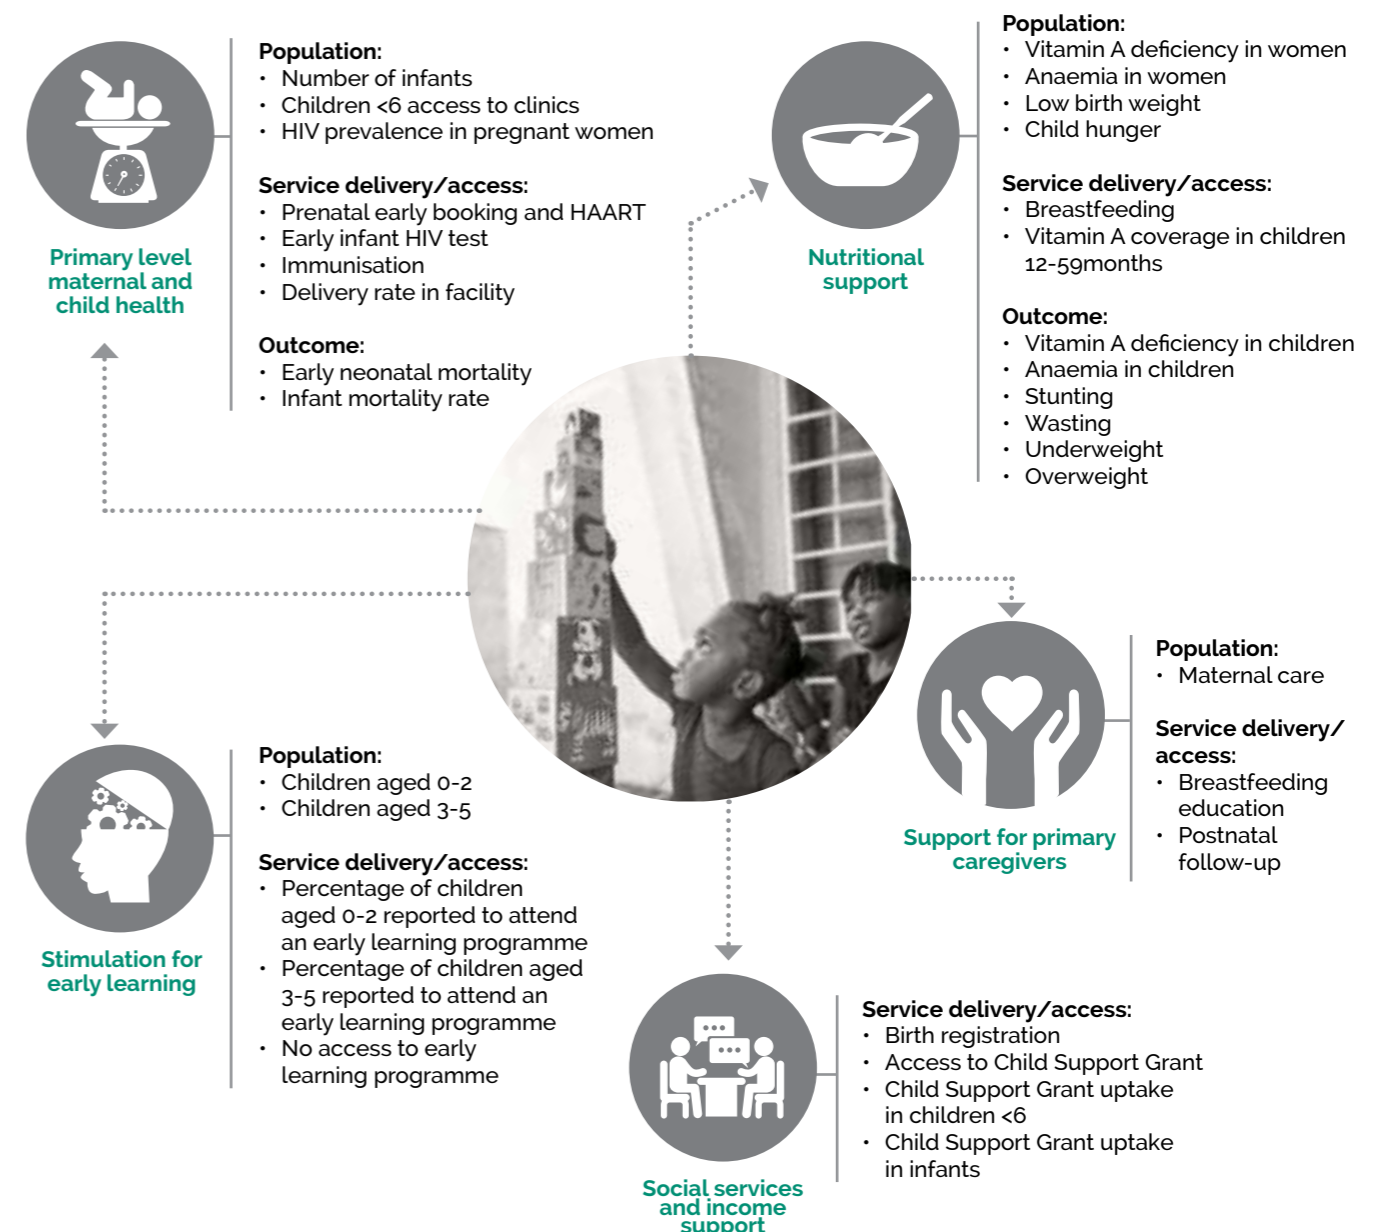 Population:
• Number of infants
• Children <6 access to clinics
• HIV prevalence in pregnant women
Service delivery/access:
• Prenatal early booking and HAART
• Early infant HIV test
• Immunisation
• Delivery rate in facility
Outcome:
• Early neonatal mortality
• Infant mortality rate
Primary level
maternal and
child health
Population:
• Vitamin A deficiency in women
• Anaemia in women
• Low birth weight
• Child hunger
Service delivery/access:
• Breastfeeding
• Vitamin A coverage in children
12-59months
Outcome:
• Vitamin A deficiency in children
• Anaemia in children
• Stunting
• Wasting
• Underweight
• Overweight
Nutritional
support
Population:
• Maternal care
Service delivery/
access:
• Breastfeeding
education
• Postnatal
follow-up
Support for primary
caregivers
Population:
• Children aged 0-2
• Children aged 3-5
Service delivery/access:
• Percentage of children
aged 0-2 reported to attend
an early learning programme
• Percentage of children aged
3-5 reported to attend an
early learning programme
• No access to early
learning programme
Stimulation for
early learning
Service delivery/access:
• Birth registration
• Access to Child Support Grant
• Child Support Grant uptake
in children <6
• Child Support Grant uptake
in infants
Social services
and income
support